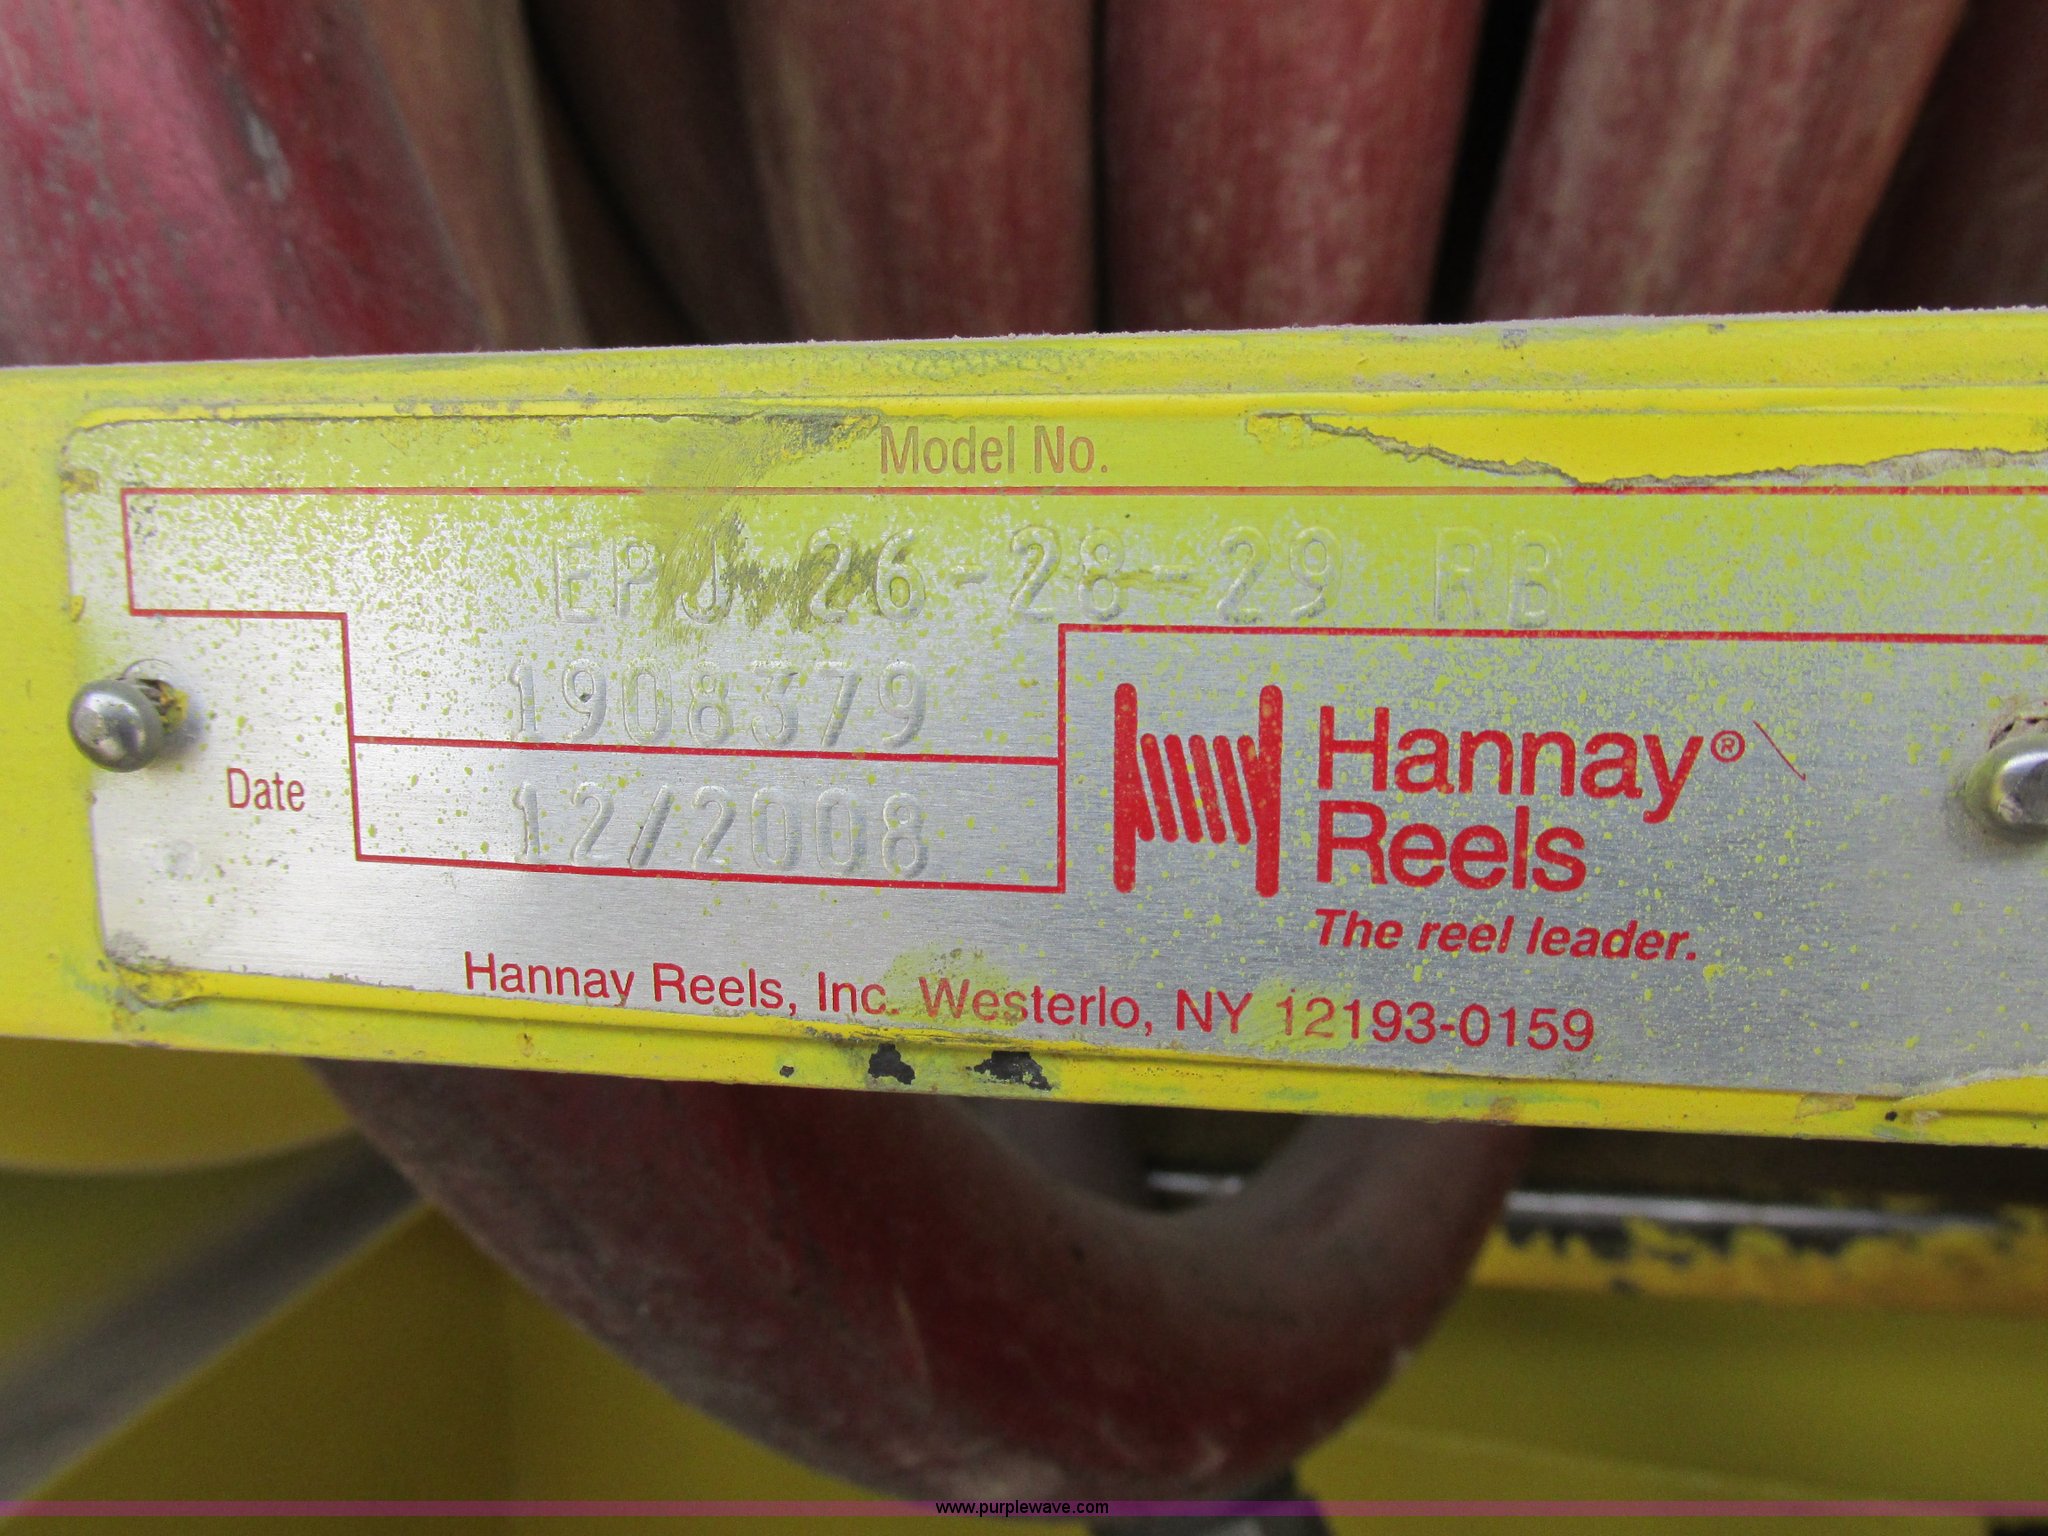 Model No.
EPJ-26-28-29 RB
1908379
Date
12/2008
Hannay®
Reels
The reel leader.
Hannay Reels, Inc. Westerlo, NY 12193-0159
www.purplewave.com